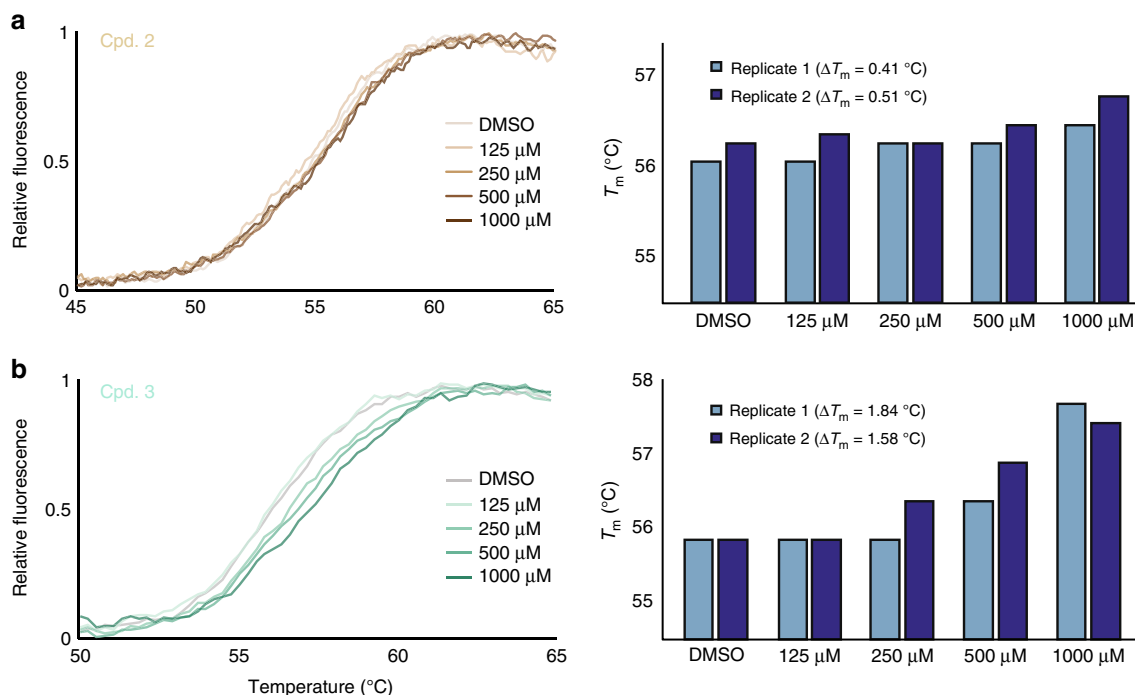 a
Cpd. 2
Relative fluorescence
1
0.5
0
45
50
55
60
65
DMSO
125 μM
250 μM
500 μM
1000 μM
Tm (°C)
57
56
55
Replicate 1 (ΔTm = 0.41 °C)
Replicate 2 (ΔTm = 0.51 °C)
DMSO
125 μM
250 μM
500 μM
1000 μM
b
Cpd. 3
Relative fluorescence
1
0.5
0
50
55
60
65
Temperature (°C)
DMSO
125 μM
250 μM
500 μM
1000 μM
Tm (°C)
58
57
56
55
Replicate 1 (ΔTm = 1.84 °C)
Replicate 2 (ΔTm = 1.58 °C)
DMSO
125 μM
250 μM
500 μM
1000 μM